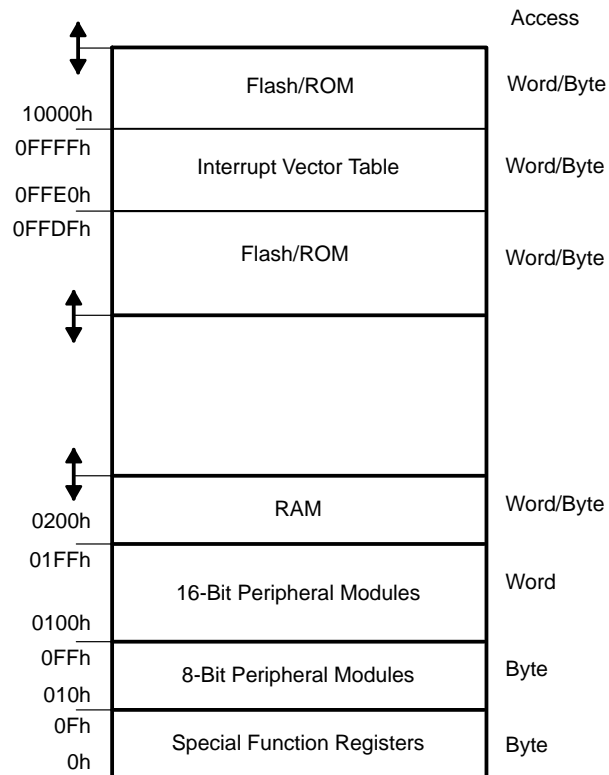 Access
Flash/ROM Word/Byte
10000h
0FFFFh
Interrupt Vector Table Word/Byte
0FFE0h
0FFDFh
Flash/ROM Word/Byte
RAM Word/Byte
0200h
01FFh
16-Bit Peripheral Modules Word
0100h
0FFh
8-Bit Peripheral Modules Byte
010h
0Fh
Special Function Registers Byte
0h